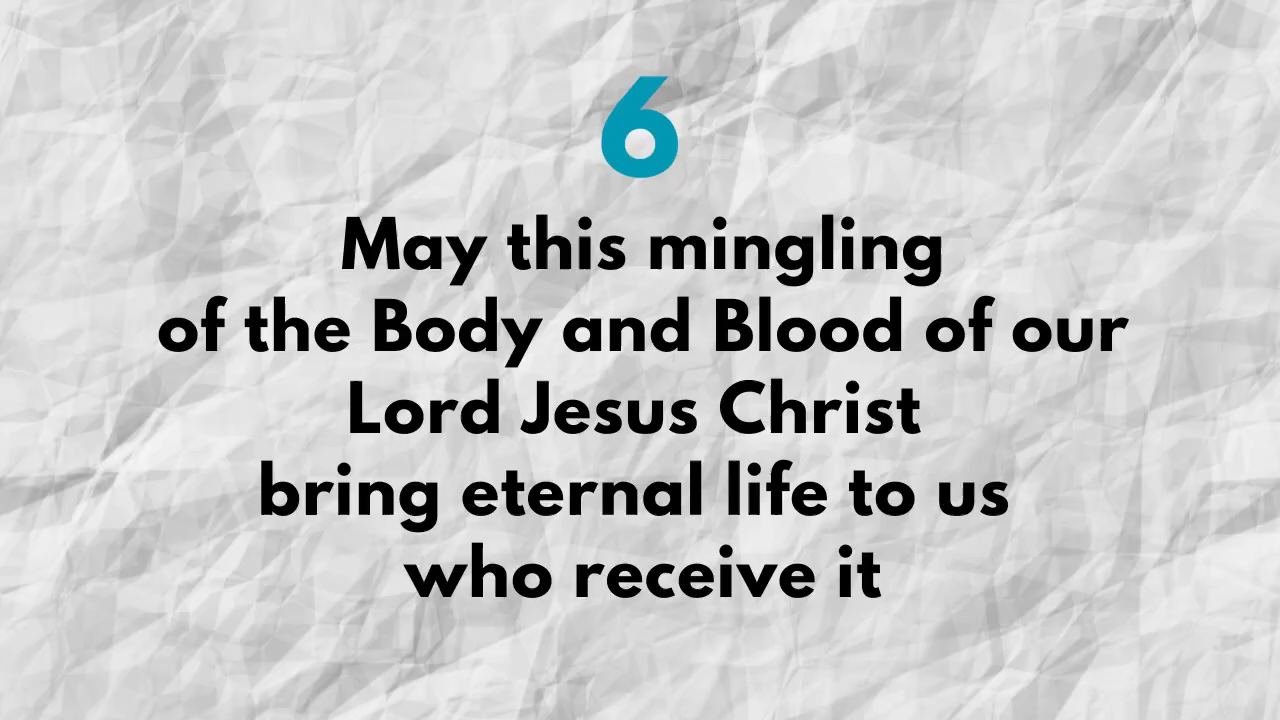 6
May this mingling
of the Body and Blood of our
Lord Jesus Christ
bring eternal life to us
who receive it